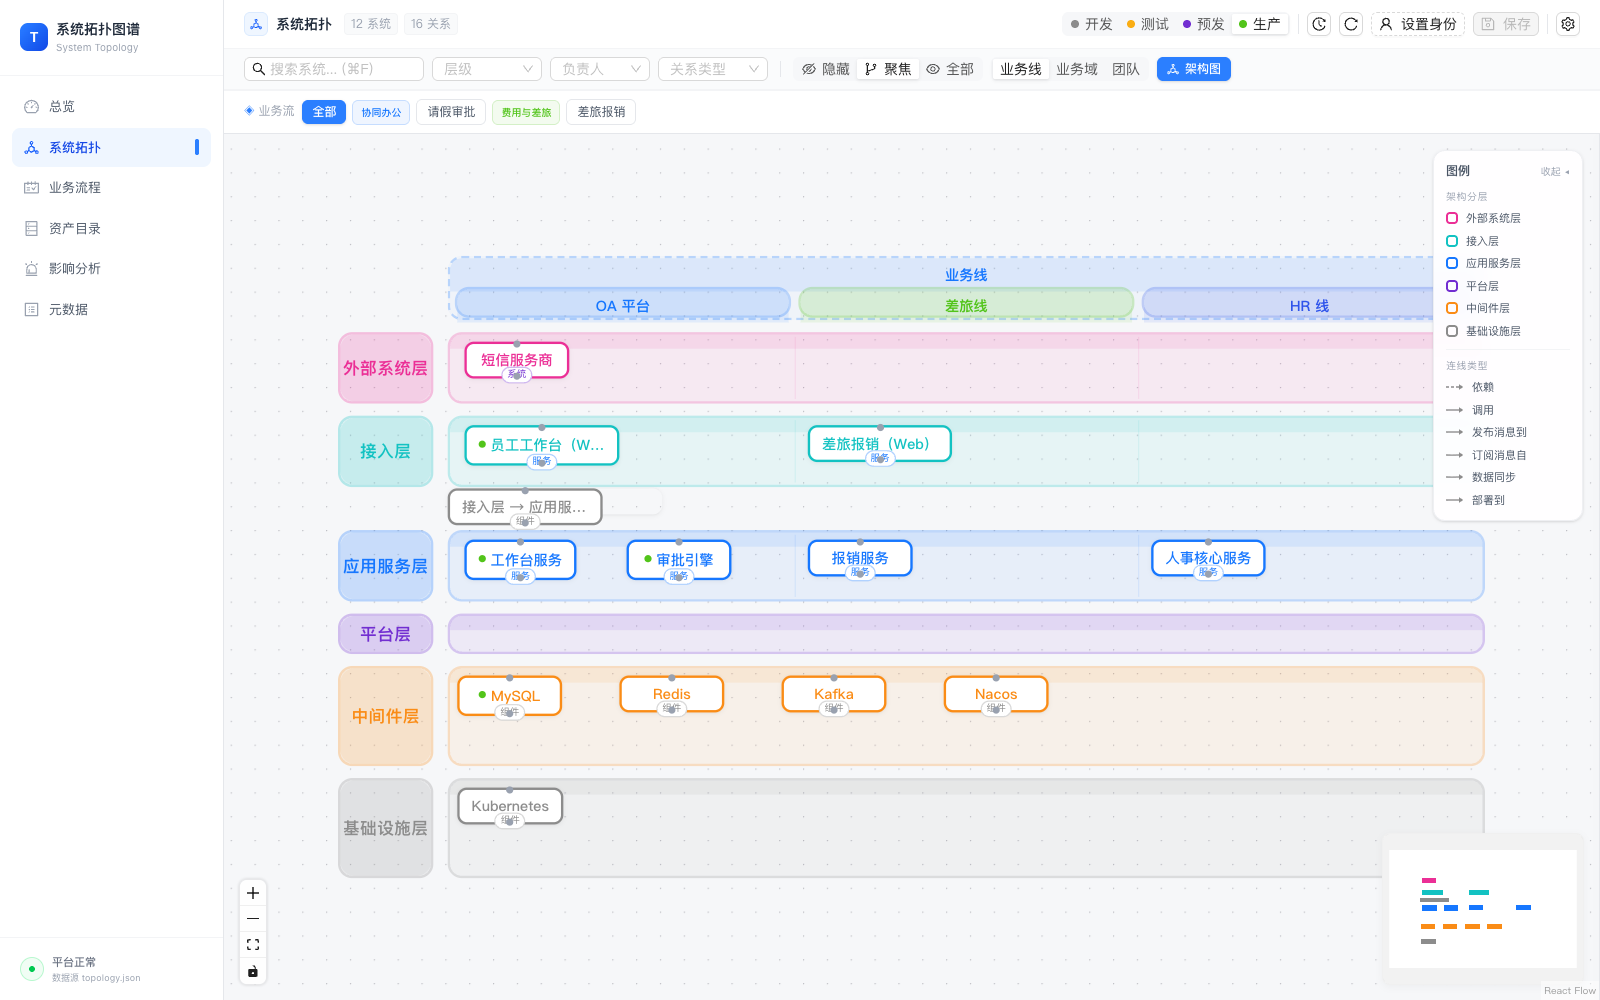 T
系统拓扑图谱
System Topology
总览
系统拓扑
业务流程
资产目录
影响分析
元数据
平台正常
数据源 topology.json
系统拓扑
12 系统
16 关系
开发
测试
预发
生产
设置身份
保存
搜索系统... (⌘F)
层级
负责人
关系类型
隐藏
聚焦
全部
业务线
业务域
团队
架构图
业务流
全部
协同办公
请假审批
费用与差旅
差旅报销
业务线
OA 平台
差旅线
HR 线
外部系统层
短信服务商
系统
接入层
员工工作台（W...
服务
差旅报销（Web）
服务
接入层 → 应用服...
组件
应用服务层
工作台服务
服务
审批引擎
服务
报销服务
服务
人事核心服务
服务
平台层
中间件层
MySQL
组件
Redis
组件
Kafka
组件
Nacos
组件
基础设施层
Kubernetes
组件
图例
收起
架构分层
外部系统层
接入层
应用服务层
平台层
中间件层
基础设施层
连线类型
依赖
调用
发布消息到
订阅消息自
数据同步
部署到
React Flow